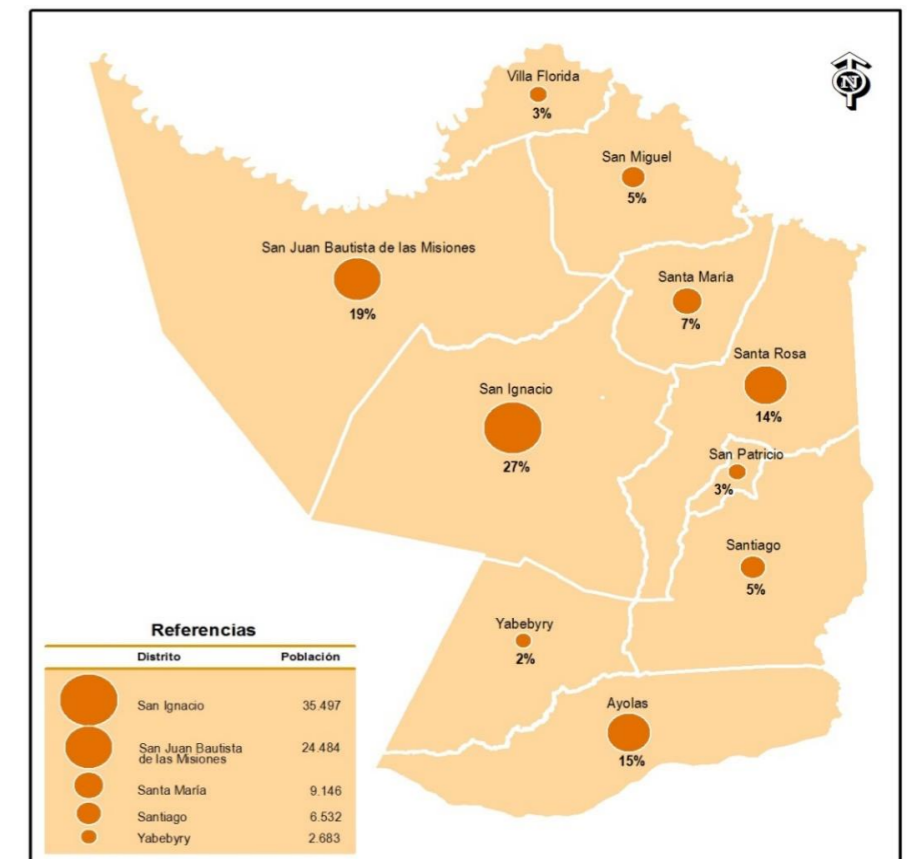 Villa Florida
3%
N
San Miguel
5%
San Juan Bautista de las Misiones
19%
Santa Maria
7%
Santa Rosa
14%
San Ignacio
27%
San Patricio
3%
Santiago
5%
Yabebyry
2%
Ayolas
15%
Referencias
Distrito Población
San Ignacio 35.497
San Juan Bautista
de las Misiones 24.484
Santa María 9.146
Santiago 6.532
Yabebyry 2.683